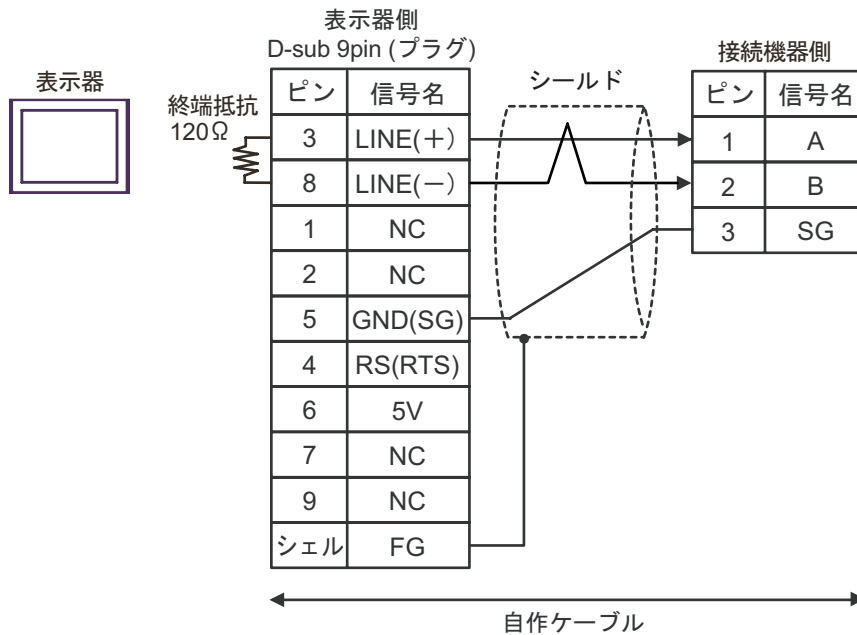 表示器側
D-sub 9pin (プラグ)
接続機器側
表示器
終端抵抗
120Ω
シールド
ピン 信号名
3 LINE(+)
8 LINE(-)
1 NC
2 NC
5 GND(SG)
4 RS(RTS)
6 5V
7 NC
9 NC
シェル FG
ピン 信号名
1 A
2 B
3 SG
自作ケーブル